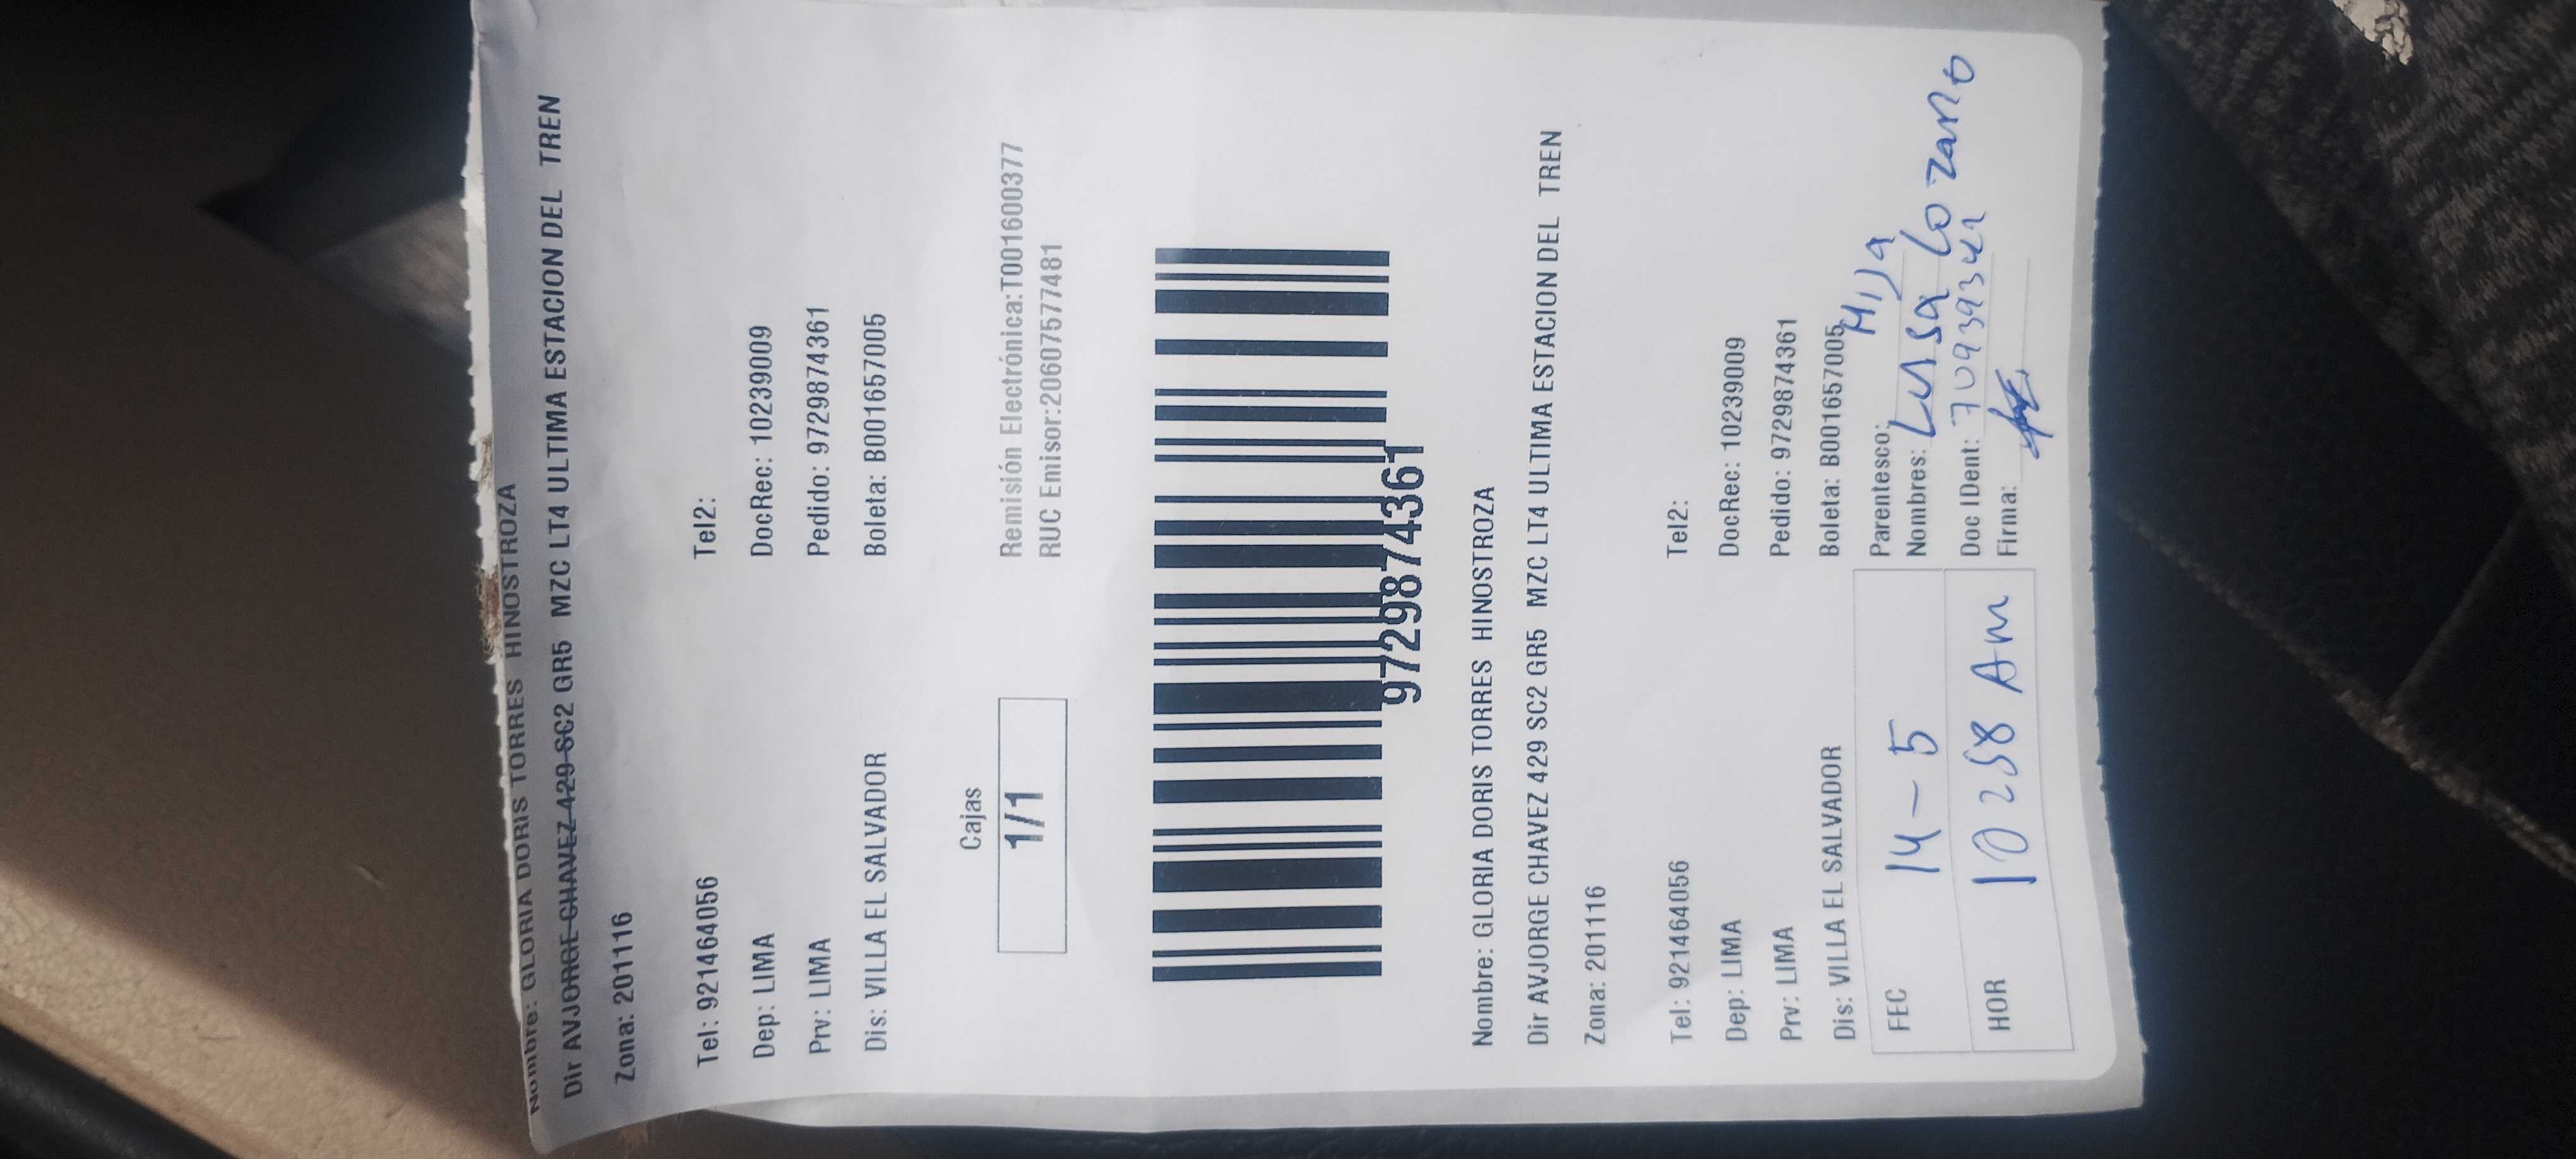 Nombre: GLORIA DORIS TORRES HINOSTROZA
Dir AVJORGE CHAVEZ 429 SC2 GR5 MZC LT4 ULTIMA ESTACION DEL TREN
Zona: 201116
Tel: 921464056 Tel2:
Dep: LIMA DocRec: 10239009
Prv: LIMA Pedido: 9729874361
Dis: VILLA EL SALVADOR Boleta: B001657005
Cajas
1/1
Remisión Electrónica:T001600377
RUC Emisor:20607577481
9729874361
Nombre: GLORIA DORIS TORRES HINOSTROZA
Dir AVJORGE CHAVEZ 429 SC2 GR5 MZC LT4 ULTIMA ESTACION DEL TREN
Zona: 201116
Tel: 921464056 Tel2:
Dep: LIMA DocRec: 10239009
Prv: LIMA Pedido: 9729874361
Dis: VILLA EL SALVADOR Boleta: B001657005
FEC 14-5
HOR 10:58 Am
Parentesco: HIJA
Nombres: Luisa Lozano
Doc IDent:
Firma: